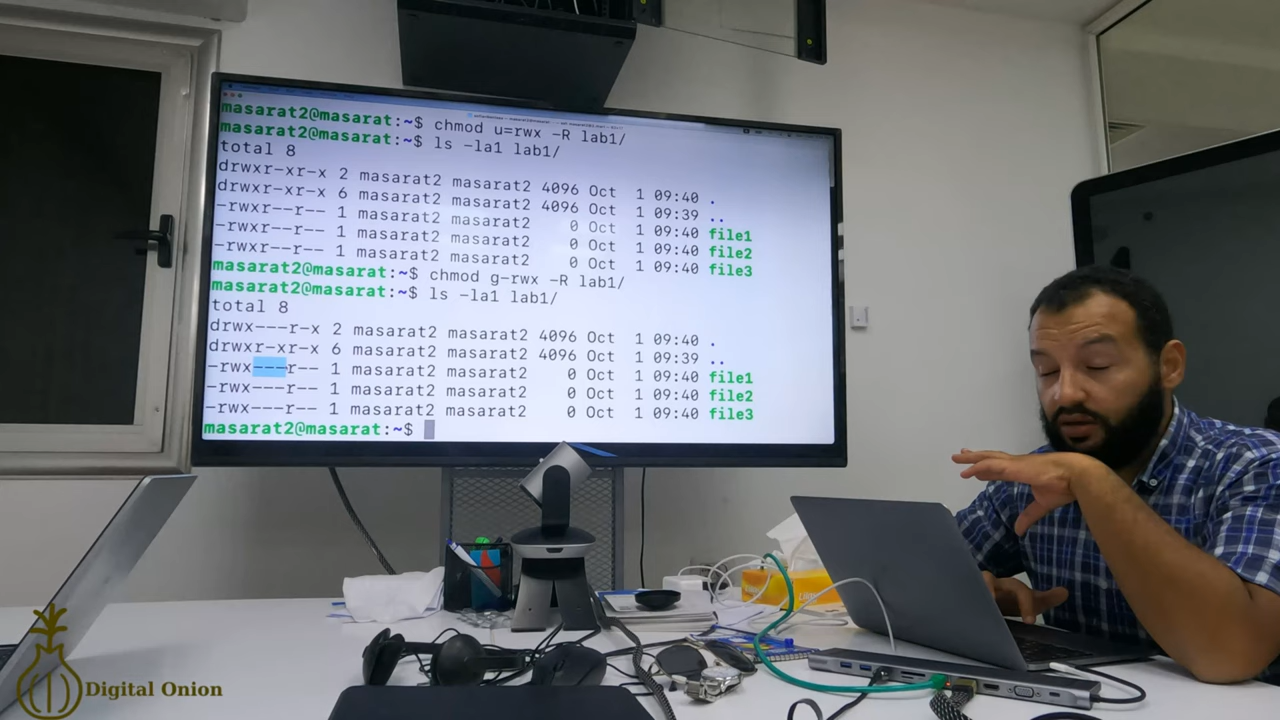 masarat2@masarat:~$ chmod u=rwx -R lab1/
masarat2@masarat:~$ ls -la1 lab1/
total 8
drwxr-xr-x 2 masarat2 masarat2 4096 Oct 1 09:40 .
drwxr-xr-x 6 masarat2 masarat2 4096 Oct 1 09:39 ..
-rwxr--r-- 1 masarat2 masarat2 0 Oct 1 09:40 file1
-rwxr--r-- 1 masarat2 masarat2 0 Oct 1 09:40 file2
-rwxr--r-- 1 masarat2 masarat2 0 Oct 1 09:40 file3
masarat2@masarat:~$ chmod g-rwx -R lab1/
masarat2@masarat:~$ ls -la1 lab1/
total 8
drwx---r-x 2 masarat2 masarat2 4096 Oct 1 09:40 .
drwxr-xr-x 6 masarat2 masarat2 4096 Oct 1 09:39 ..
-rwx---r-- 1 masarat2 masarat2 0 Oct 1 09:40 file1
-rwx---r-- 1 masarat2 masarat2 0 Oct 1 09:40 file2
-rwx---r-- 1 masarat2 masarat2 0 Oct 1 09:40 file3
masarat2@masarat:~$
Digital Onion